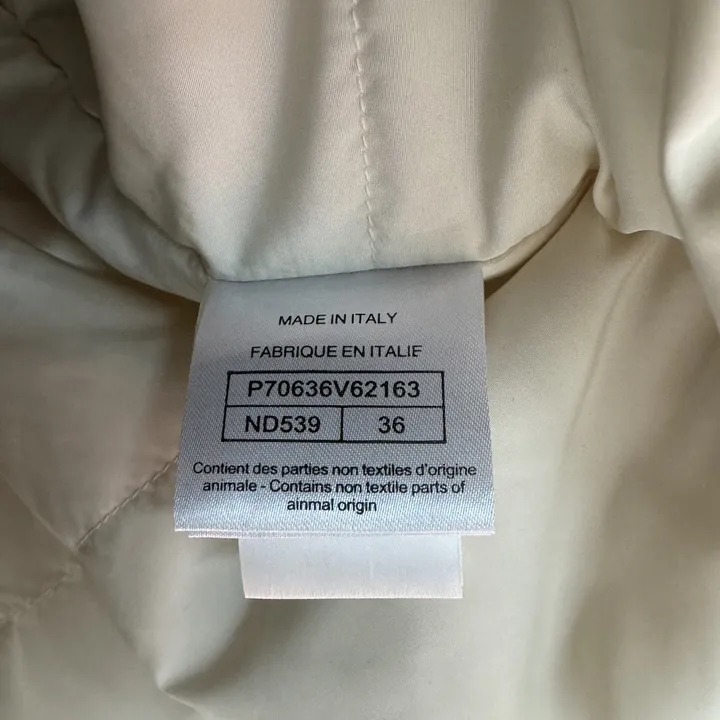 MADE IN ITALY
FABRIQUE EN ITALIE
P70636V62163
ND539 36
Contient des parties non textiles d'origine
animale - Contains non textile parts of
ainmal origin